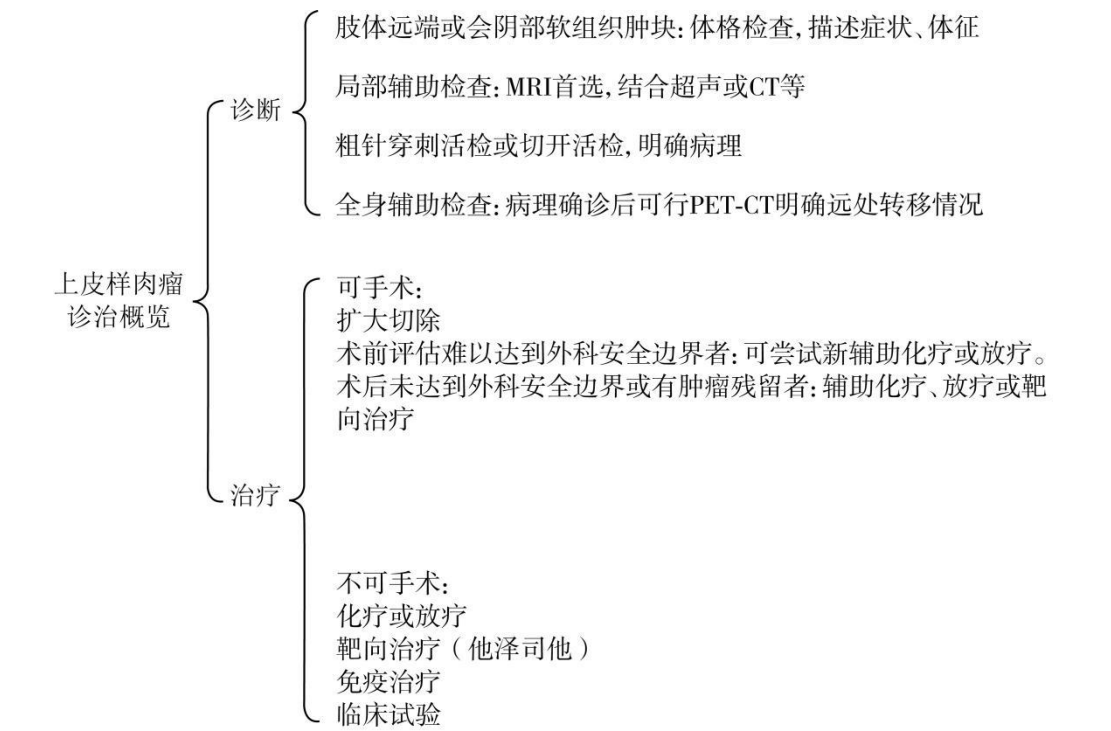 上皮样肉瘤
诊治概览
诊断
肢体远端或会阴部软组织肿块：体格检查，描述症状、体征
局部辅助检查：MRI首选，结合超声或CT等
粗针穿刺活检或切开活检，明确病理
全身辅助检查：病理确诊后可行PET-CT明确远处转移情况
治疗
可手术：
扩大切除
术前评估难以达到外科安全边界者：可尝试新辅助化疗或放疗。
术后未达到外科安全边界或有肿瘤残留者：辅助化疗、放疗或靶
向治疗
不可手术：
化疗或放疗
靶向治疗（他泽司他）
免疫治疗
临床试验